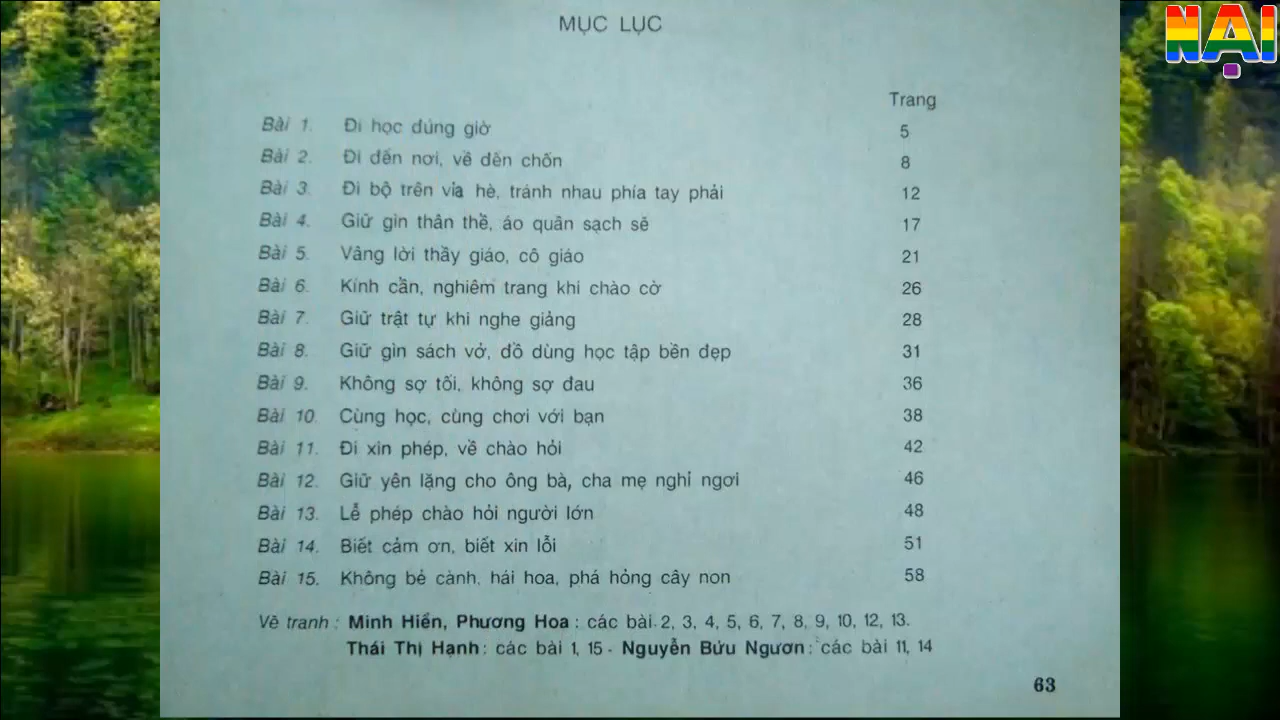 MỤC LỤC
NẠI
Trang
Bài 1. Đi học đúng giờ 5
Bài 2. Đi đến nơi, về đến chốn 8
Bài 3. Đi bộ trên vỉa hè, tránh nhau phía tay phải 12
Bài 4. Giữ gìn thân thể, áo quần sạch sẽ 17
Bài 5. Vâng lời thầy giáo, cô giáo 21
Bài 6. Kính cẩn, nghiêm trang khi chào cờ 26
Bài 7. Giữ trật tự khi nghe giảng 28
Bài 8. Giữ gìn sách vở, đồ dùng học tập bền đẹp 31
Bài 9. Không sợ tối, không sợ đau 36
Bài 10. Cùng học, cùng chơi với bạn 38
Bài 11. Đi xin phép, về chào hỏi 42
Bài 12. Giữ yên lặng cho ông bà, cha mẹ nghỉ ngơi 46
Bài 13. Lễ phép chào hỏi người lớn 48
Bài 14. Biết cảm ơn, biết xin lỗi 51
Bài 15. Không bẻ cành, hái hoa, phá hỏng cây non 58
Vẽ tranh : Minh Hiền, Phương Hoa : các bài 2, 3, 4, 5, 6, 7, 8, 9, 10, 12, 13.
Thái Thị Hạnh : các bài 1, 15 - Nguyễn Bửu Ngươn : các bài 11, 14
63